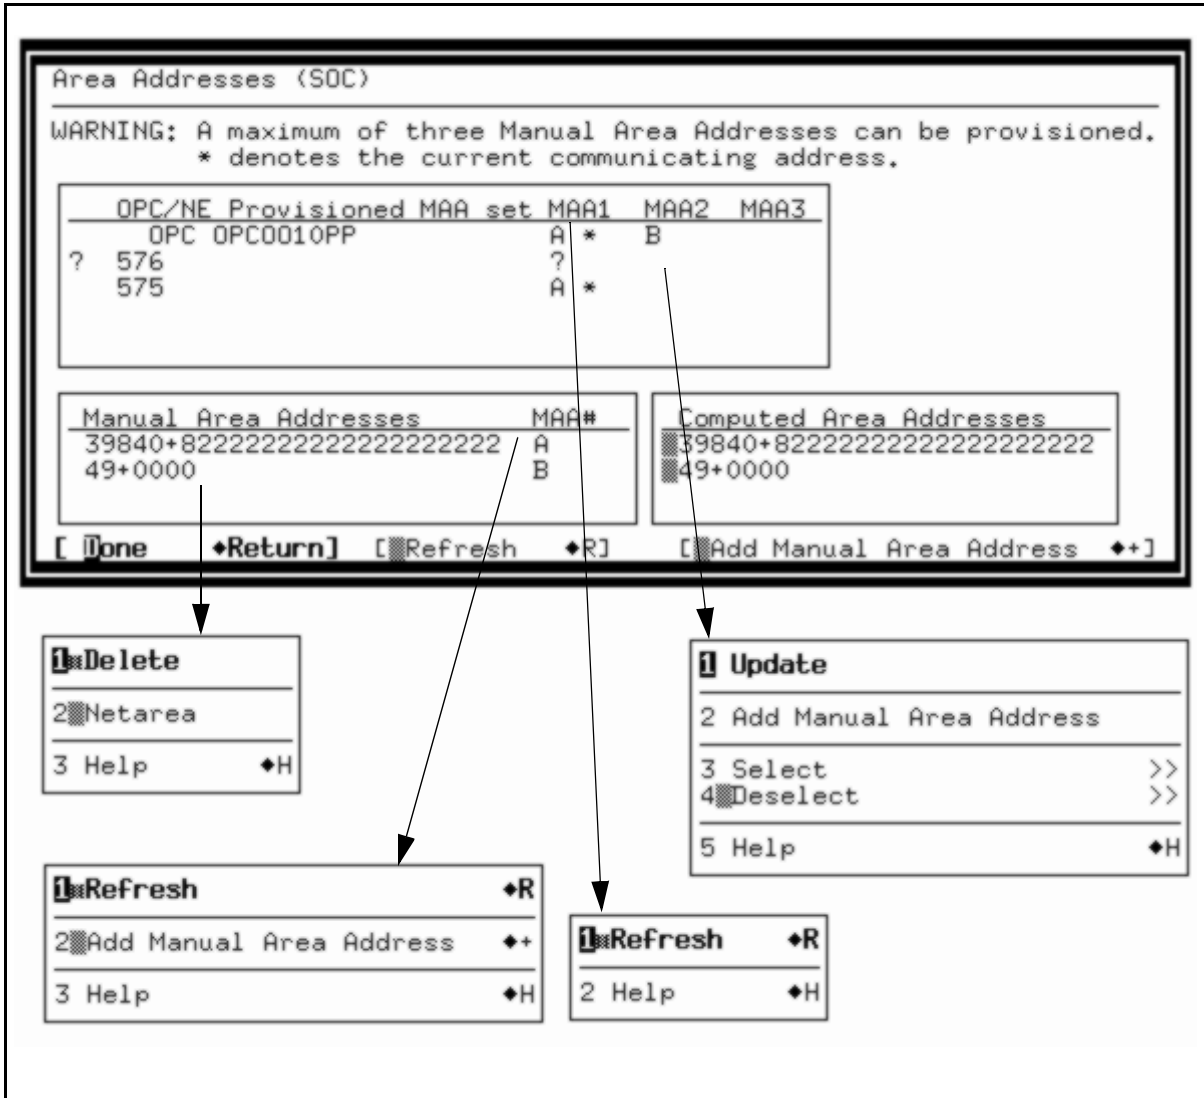 Area Addresses (SOC)
WARNING: A maximum of three Manual Area Addresses can be provisioned.
* denotes the current communicating address.
OPC/NE Provisioned MAA set MAA1 MAA2 MAA3
OPC OPC0010PP A * B
? 576 ?
575 A *
Manual Area Addresses MAA#
39840+82222222222222222222 A
49+0000 B
Computed Area Addresses
39840+82222222222222222222
49+0000
[ Done ◆Return] [ Refresh ◆R] [ Add Manual Area Address ◆+]
1 Delete
2 Netarea
3 Help ◆H
1 Update
2 Add Manual Area Address
3 Select >>
4 Deselect >>
5 Help ◆H
1 Refresh ◆R
2 Add Manual Area Address ◆+
3 Help ◆H
1 Refresh ◆R
2 Help ◆H